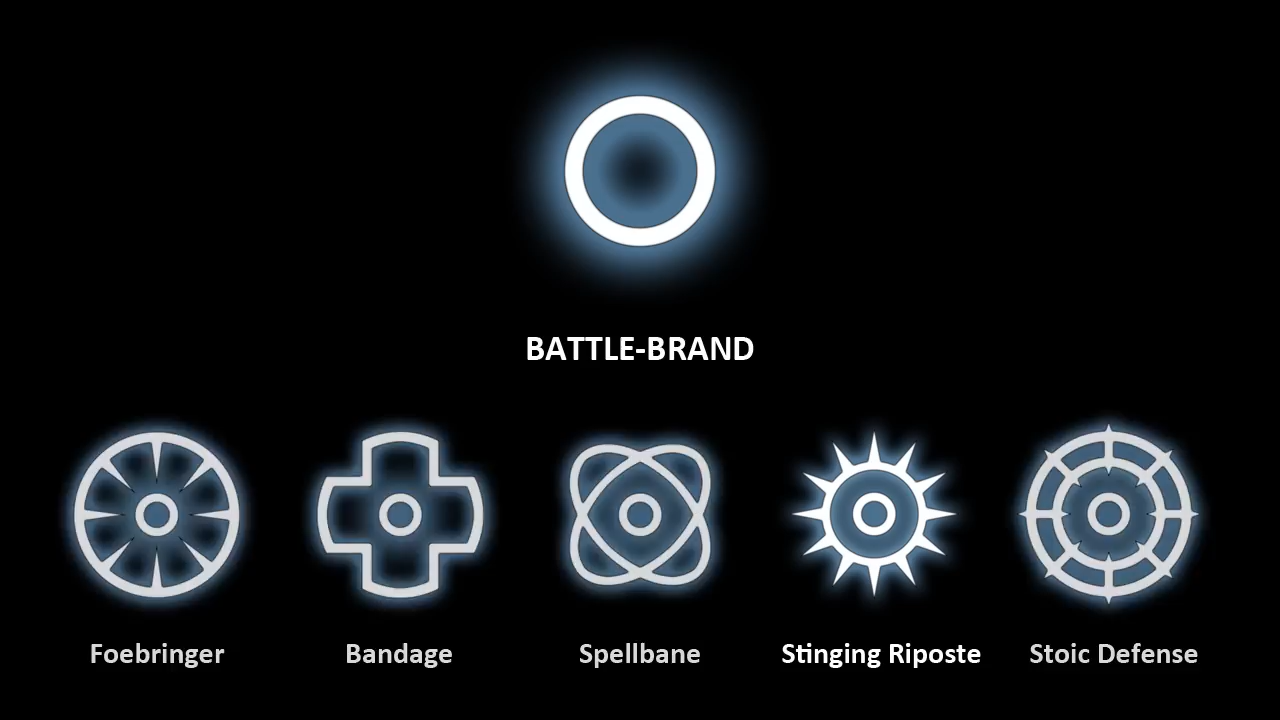 BATTLE-BRAND
Foebringer
Bandage
Spellbane
Stinging Riposte
Stoic Defense